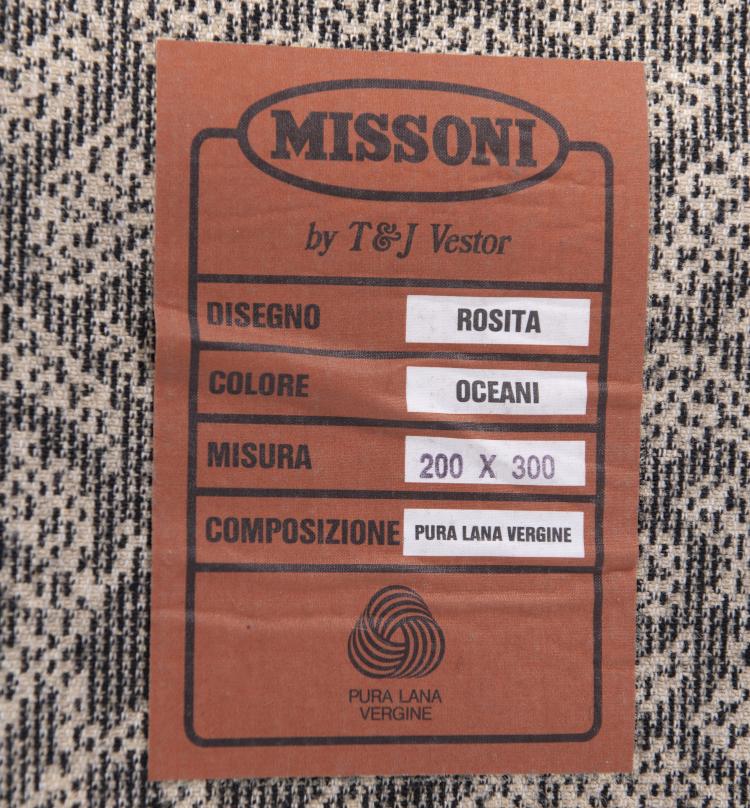 MISSONI
by T&J Vestor
DISEGNO ROSITA
COLORE OCEANI
MISURA 200 X 300
COMPOSIZIONE PURA LANA VERGINE
PURA LANA
VERGINE